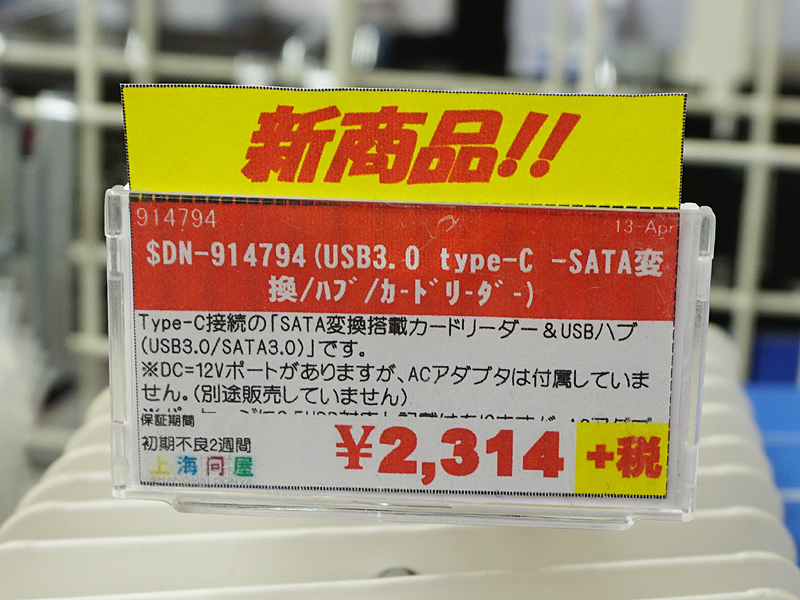 新商品!!
914794
13-Apr
$DN-914794(USB3.0 type-C -SATA変
換/ﾊﾌﾞ/ｶｰﾄﾞﾘｰﾀﾞｰ)
Type-C接続の「SATA変換搭載カードリーダー＆USBハブ
(USB3.0/SATA3.0)」です。
※DC=12Vポートがありますが、ACアダプタは付属していま
せん。(別途販売していません)
保証期間
初期不良2週間
¥2,314 +税
上海問屋